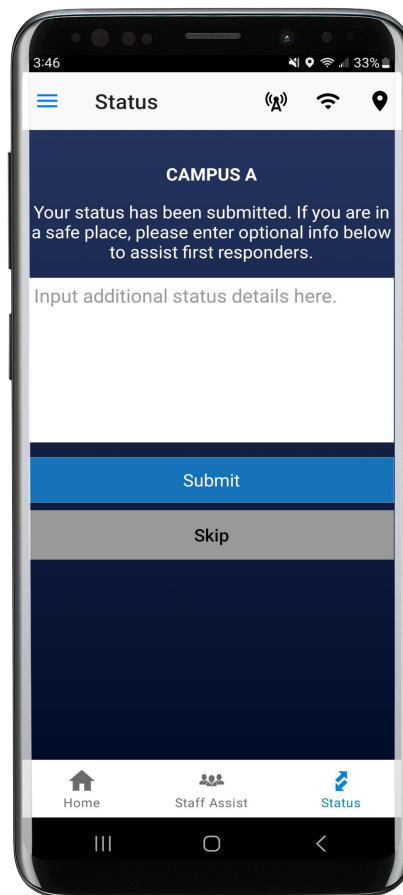 3:46
33%
Status
CAMPUS A
Your status has been submitted. If you are in
a safe place, please enter optional info below
to assist first responders.
Input additional status details here.
Submit
Skip
Home
Staff Assist
Status